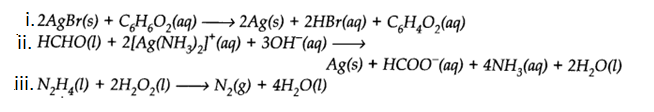 i. 2AgBr(s) + C₆H₆O₂(aq) ⟶ 2Ag(s) + 2HBr(aq) + C₆H₄O₂(aq)
ii. HCHO(l) + 2[Ag(NH₃)₂]⁺(aq) + 3OH⁻(aq) ⟶
Ag(s) + HCOO⁻(aq) + 4NH₃(aq) + 2H₂O(l)
iii. N₂H₄(l) + 2H₂O₂(l) ⟶ N₂(g) + 4H₂O(l)